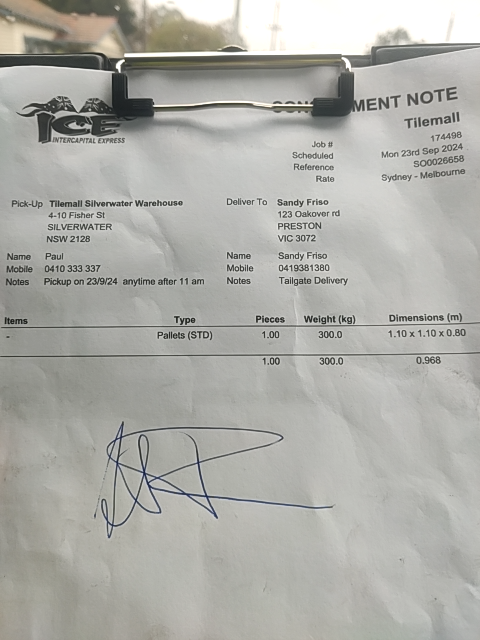 CONSIGNMENT NOTE
ICE
INTERCAPITAL EXPRESS
Tilemall
Job # 174498
Scheduled Mon 23rd Sep 2024
Reference SO0026658
Rate Sydney - Melbourne
Pick-Up Tilemall Silverwater Warehouse
4-10 Fisher St
SILVERWATER
NSW 2128
Deliver To Sandy Friso
123 Oakover rd
PRESTON
VIC 3072
Name Paul
Mobile 0410 333 337
Notes Pickup on 23/9/24 anytime after 11 am
Name Sandy Friso
Mobile 0419381380
Notes Tailgate Delivery
Items Type Pieces Weight (kg) Dimensions (m)
- Pallets (STD) 1.00 300.0 1.10 x 1.10 x 0.80
1.00 300.0 0.968